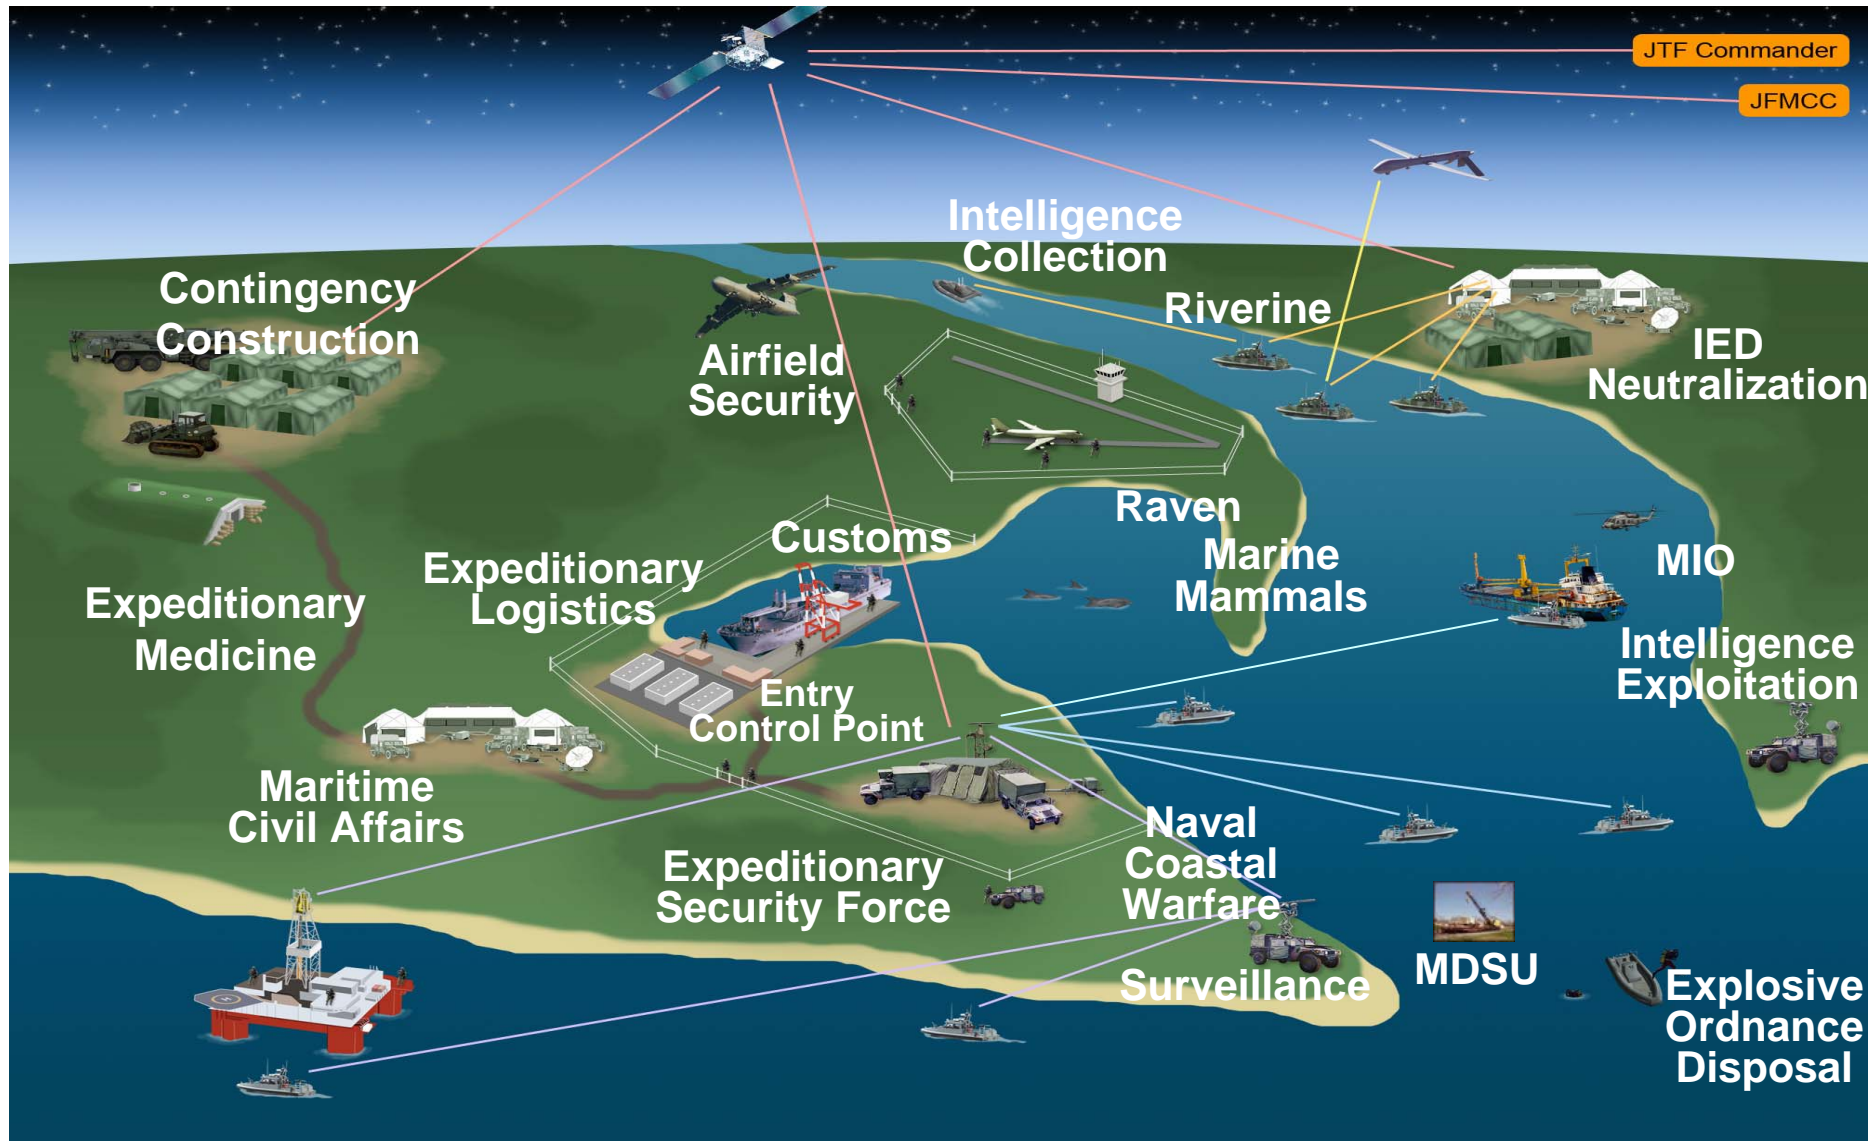 JTF Commander
JFMCC
Intelligence
Collection
Contingency
Construction
Riverine
Airfield
Security
IED
Neutralization
Raven
Customs
Expeditionary
Logistics
Marine
Mammals
MIO
Expeditionary
Medicine
Intelligence
Exploitation
Entry
Control Point
Maritime
Civil Affairs
Naval
Coastal
Warfare
Expeditionary
Security Force
Surveillance
MDSU
Explosive
Ordnance
Disposal